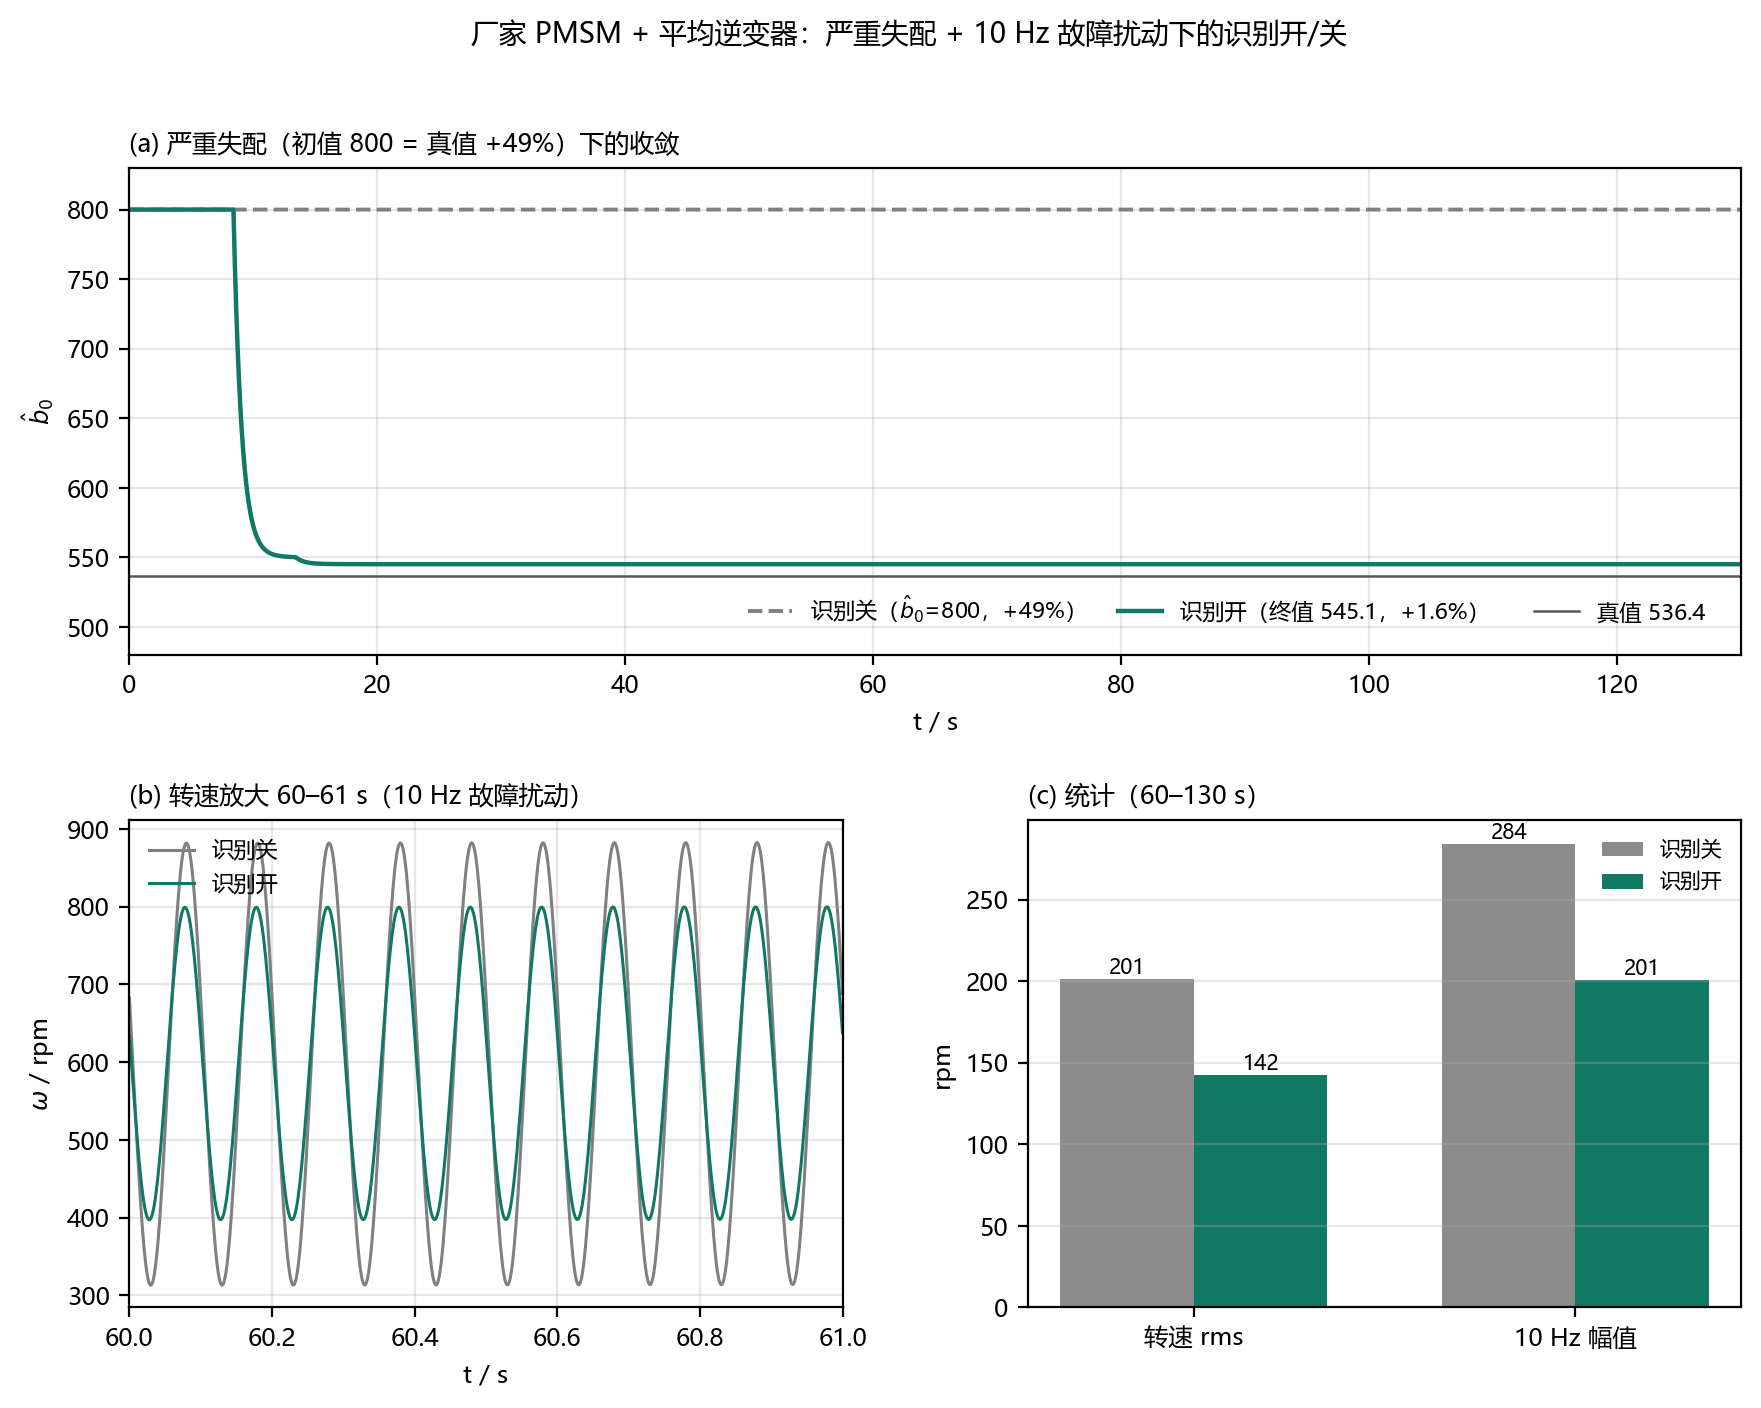 厂家 PMSM + 平均逆变器：严重失配 + 10 Hz 故障扰动下的识别开/关
(a) 严重失配（初值 800 = 真值 +49%）下的收敛
800
750
700
650
600
550
500
b̂₀
识别关（b̂₀=800，+49%）
识别开（终值 545.1，+1.6%）
真值 536.4
0 20 40 60 80 100 120
t / s
(b) 转速放大 60–61 s（10 Hz 故障扰动）
900
800
700
600
500
400
300
ω / rpm
识别关
识别开
60.0 60.2 60.4 60.6 60.8 61.0
t / s
(c) 统计（60–130 s）
250
200
150
100
50
0
rpm
284
201
201
142
识别关
识别开
转速 rms
10 Hz 幅值